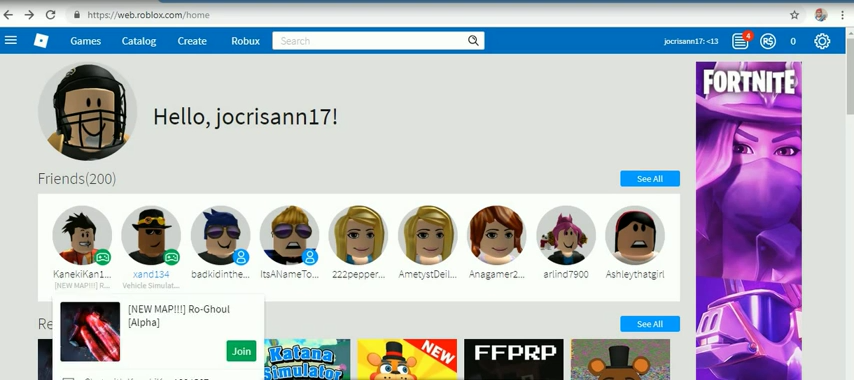 https://web.roblox.com/home
Games
Catalog
Create
Robux
Search
jocrisann17: <13
4
R$
0
Hello, jocrisann17!
FORTNITE
Friends(200)
See All
KanekiKan1...
xand134
badkidinthe...
ItsANameTo...
222pepper...
AmetystDeil...
Anagamer2...
arlind7900
Ashleythatgirl
[NEW MAP!!!] R...
Vehicle Simulat...
[NEW MAP!!!] Ro-Ghoul
[Alpha]
Join
Re
See All
Katana
Simulator
NEW
FFPRP